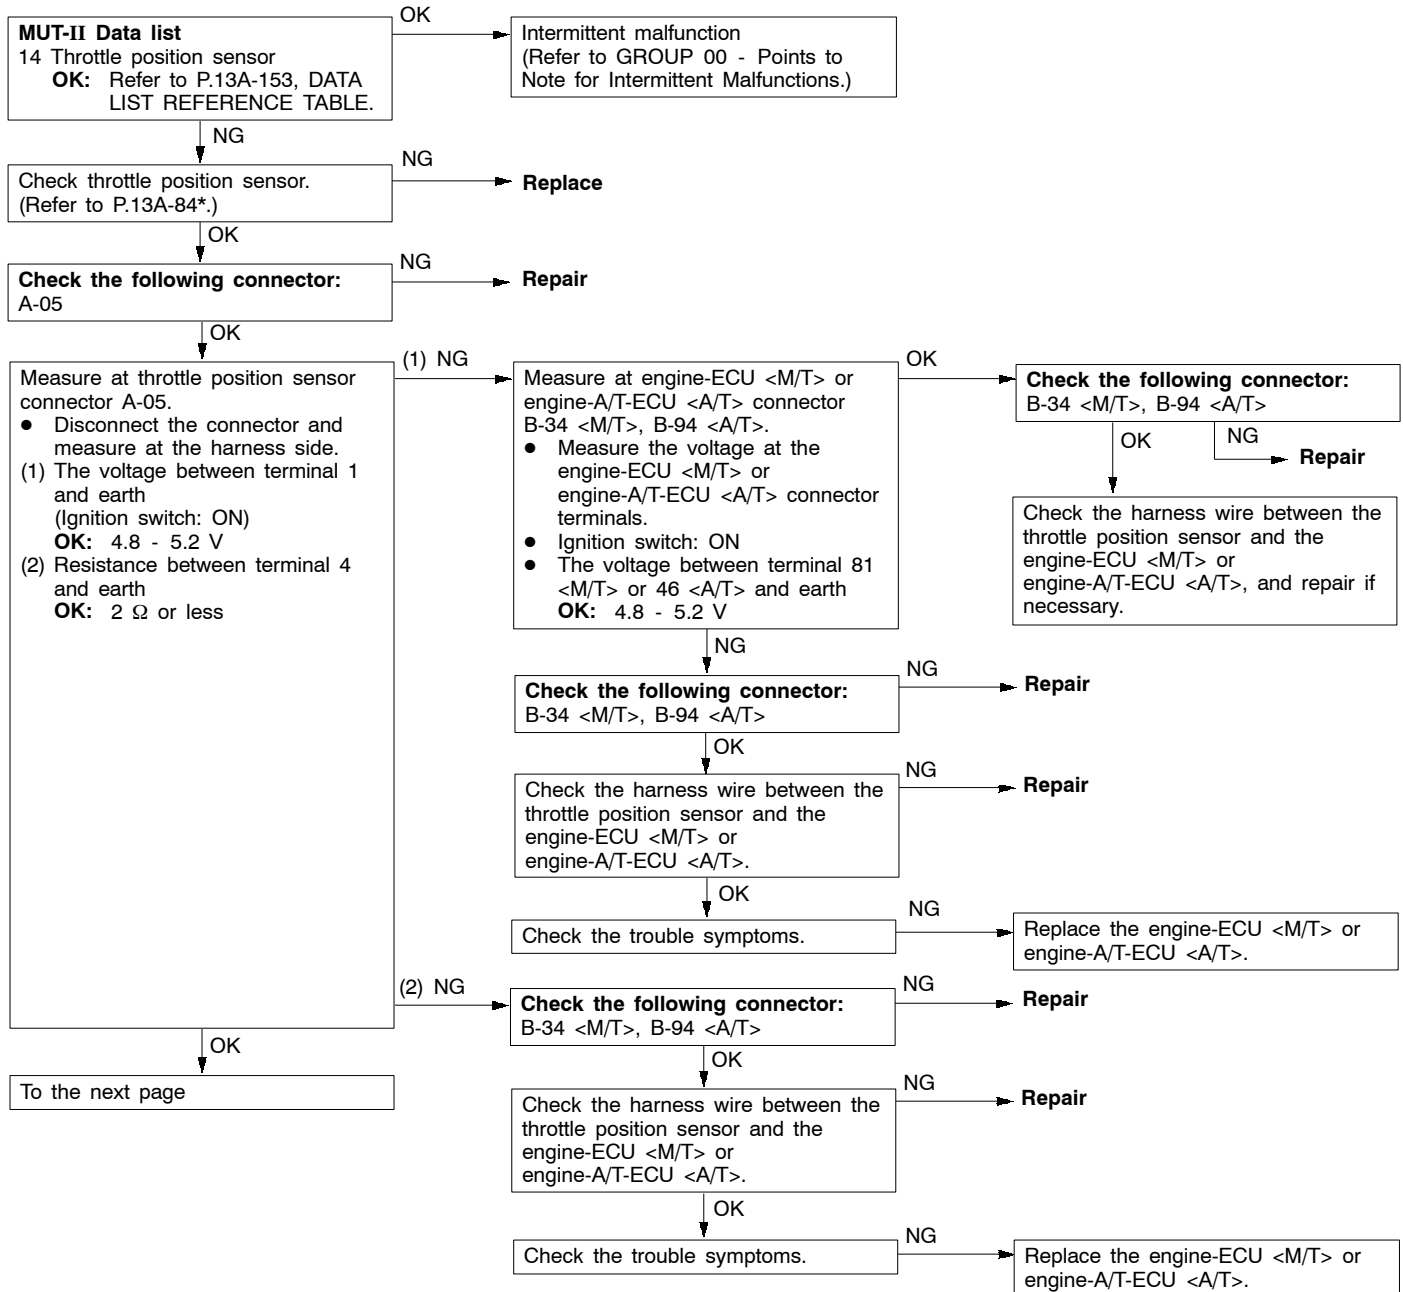 MUT-II Data list
14 Throttle position sensor
OK: Refer to P.13A-153, DATA
LIST REFERENCE TABLE.
OK
Intermittent malfunction
(Refer to GROUP 00 - Points to
Note for Intermittent Malfunctions.)
NG
Check throttle position sensor.
(Refer to P.13A-84*.)
NG
Replace
OK
Check the following connector:
A-05
NG
Repair
OK
Measure at throttle position sensor
connector A-05.
● Disconnect the connector and
measure at the harness side.
(1) The voltage between terminal 1
and earth
(Ignition switch: ON)
OK: 4.8 - 5.2 V
(2) Resistance between terminal 4
and earth
OK: 2 Ω or less
(1) NG
Measure at engine-ECU <M/T> or
engine-A/T-ECU <A/T> connector
B-34 <M/T>, B-94 <A/T>.
● Measure the voltage at the
engine-ECU <M/T> or
engine-A/T-ECU <A/T> connector
terminals.
● Ignition switch: ON
● The voltage between terminal 81
<M/T> or 46 <A/T> and earth
OK: 4.8 - 5.2 V
OK
Check the following connector:
B-34 <M/T>, B-94 <A/T>
OK
NG
Repair
Check the harness wire between the
throttle position sensor and the
engine-ECU <M/T> or
engine-A/T-ECU <A/T>, and repair if
necessary.
NG
Check the following connector:
B-34 <M/T>, B-94 <A/T>
NG
Repair
OK
Check the harness wire between the
throttle position sensor and the
engine-ECU <M/T> or
engine-A/T-ECU <A/T>.
NG
Repair
OK
Check the trouble symptoms.
NG
Replace the engine-ECU <M/T> or
engine-A/T-ECU <A/T>.
(2) NG
Check the following connector:
B-34 <M/T>, B-94 <A/T>
NG
Repair
OK
To the next page
OK
Check the harness wire between the
throttle position sensor and the
engine-ECU <M/T> or
engine-A/T-ECU <A/T>.
NG
Repair
OK
Check the trouble symptoms.
NG
Replace the engine-ECU <M/T> or
engine-A/T-ECU <A/T>.